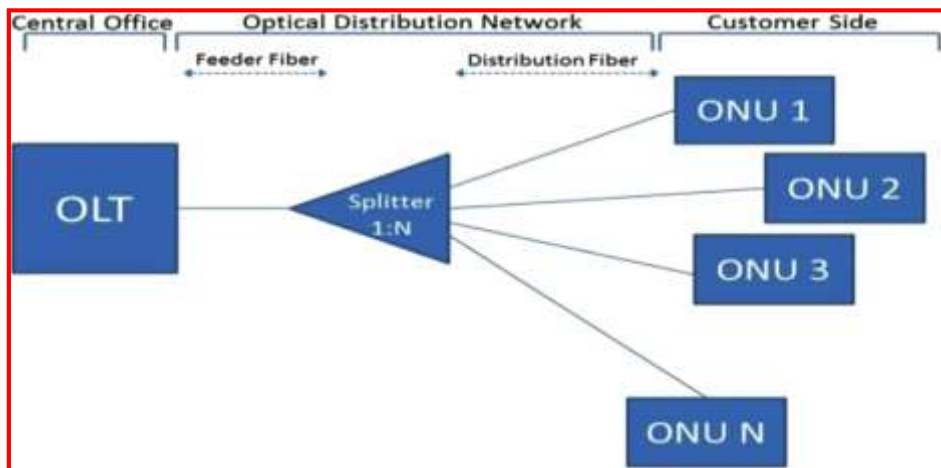 Central Office
Optical Distribution Network
Customer Side
Feeder Fiber
Distribution Fiber
ONU 1
OLT
Splitter
1:N
ONU 2
ONU 3
ONU N